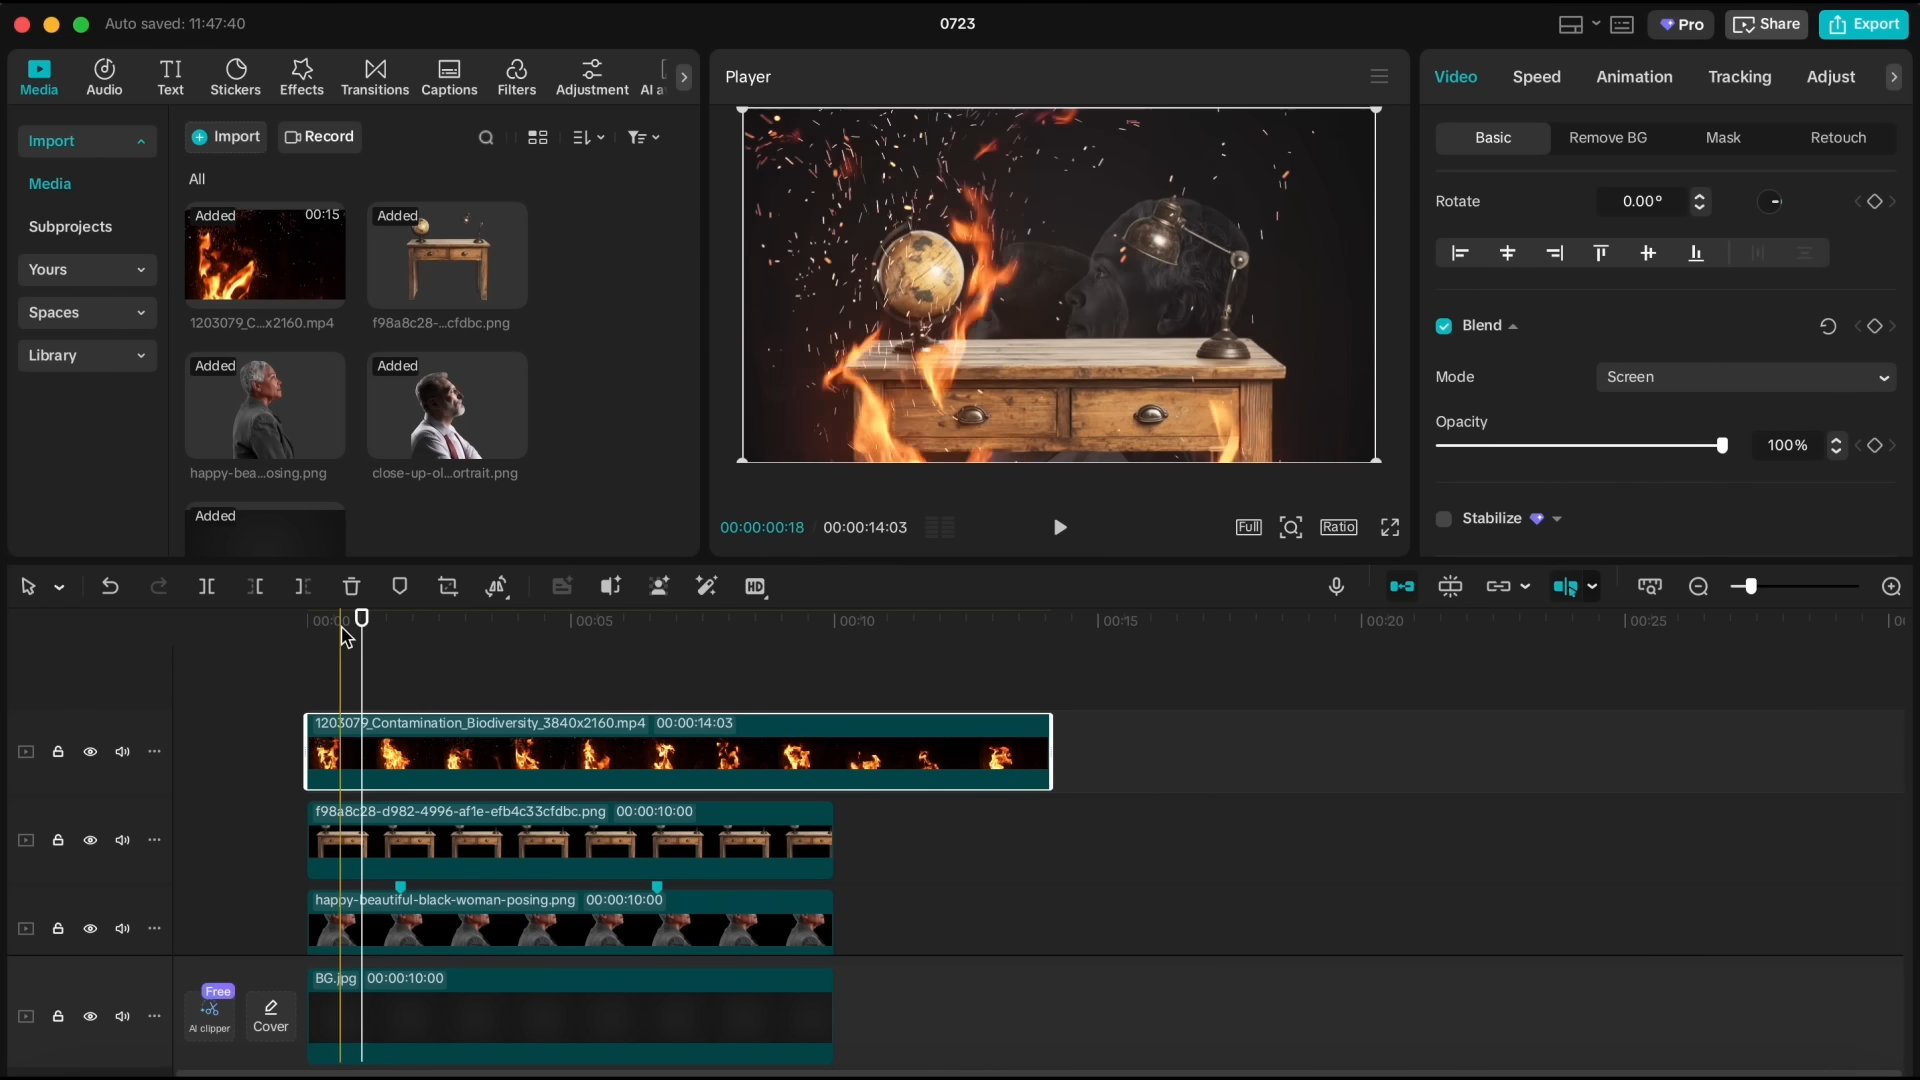 Auto saved: 11:47:40
0723
Pro
Share
Export
Media
Audio
TI
Text
Stickers
Effects
Transitions
Captions
Filters
Adjustment
AI a
Import
Media
Subprojects
Yours
Spaces
Library
Import
Record
All
Added
00:15
1203079_C...x2160.mp4
Added
f98a8c28-...cfdbc.png
Added
happy-bea...osing.png
Added
close-up-ol...ortrait.png
Added
Player
00:00:00:18
00:00:14:03
Full
Ratio
Video
Speed
Animation
Tracking
Adjust
Basic
Remove BG
Mask
Retouch
Rotate
0.00°
Blend
Mode
Screen
Opacity
100%
Stabilize
HD
00:00
00:05
00:10
00:15
00:20
00:25
1203079_Contamination_Biodiversity_3840x2160.mp4 00:00:14:03
f98a8c28-d982-4996-af1e-efb4c33cfdbc.png 00:00:10:00
happy-beautiful-black-woman-posing.png 00:00:10:00
Free
AI clipper
Cover
BG.jpg 00:00:10:00